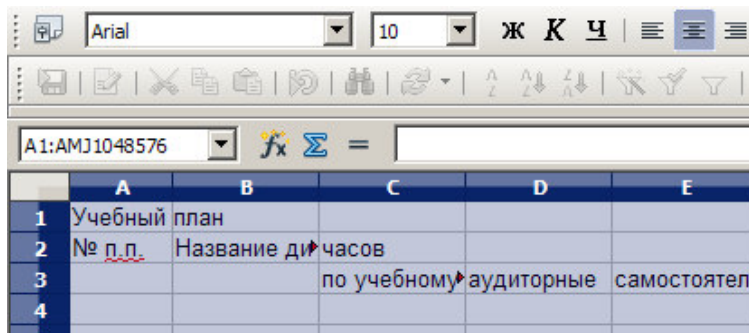 Arial 10 Ж К Ч
A1:AMJ1048576
A B C D E
1 Учебный план
2 № п.п. Название ди часов
3 по учебному аудиторные самостоятел
4